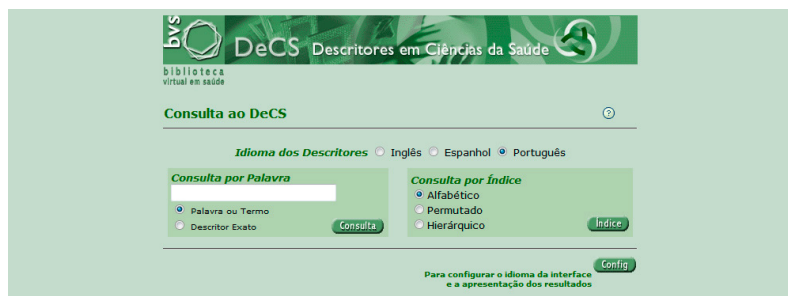 bvs
DeCS Descritores em Ciências da Saúde
biblioteca
virtual em saúde
Consulta ao DeCS
?
Idioma dos Descritores Inglês Espanhol Português
Consulta por Palavra
Palavra ou Termo
Descritor Exato
Consulta
Consulta por Índice
Alfabético
Permutado
Hierárquico
Indice
Config
Para configurar o idioma da interface
e a apresentação dos resultados